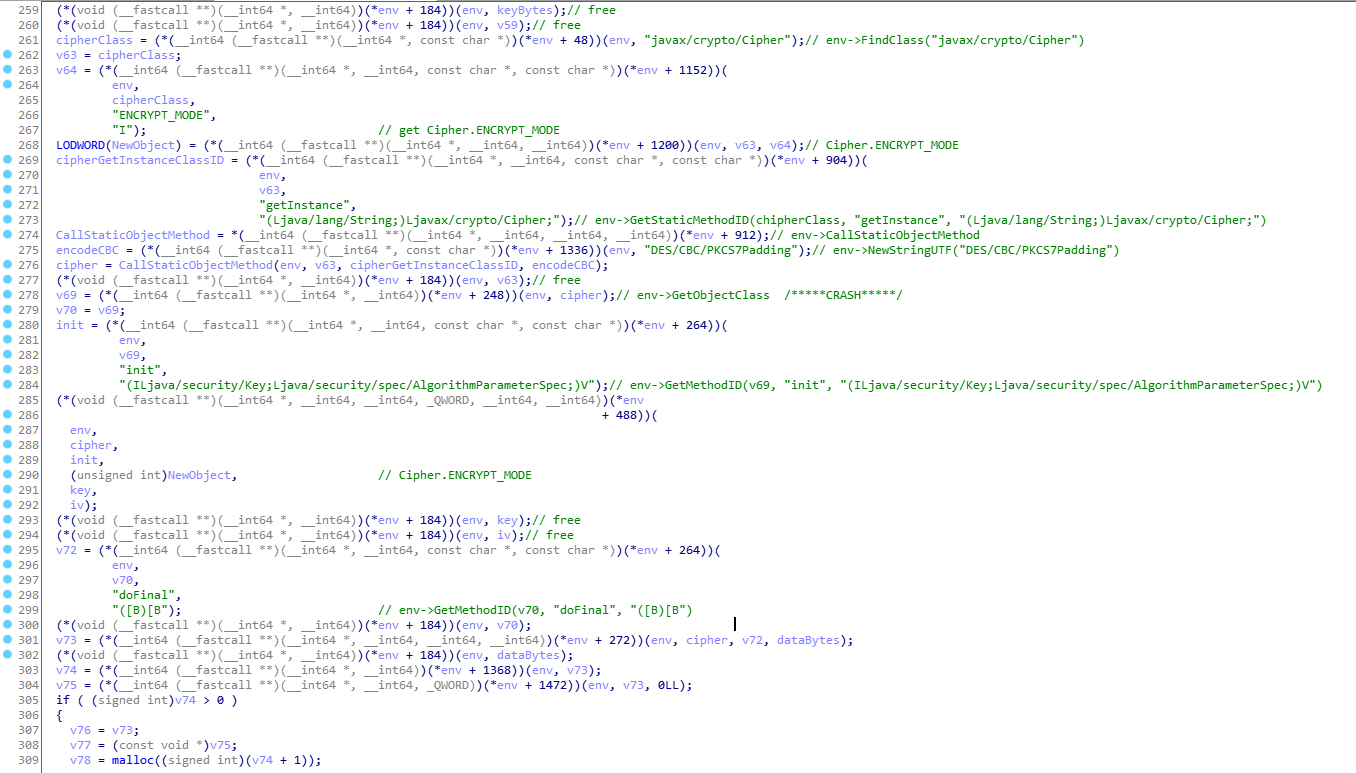 259 (*(void (__fastcall **)(__int64 *, __int64))(*env + 184))(env, keyBytes);// free
260 (*(void (__fastcall **)(__int64 *, __int64))(*env + 184))(env, v59);// free
261 cipherClass = (*(__int64 (__fastcall **)(__int64 *, const char *))(*env + 48))(env, "javax/crypto/Cipher");// env->FindClass("javax/crypto/Cipher")
262 v63 = cipherClass;
263 v64 = (*(__int64 (__fastcall **)(__int64 *, __int64, const char *, const char *))(*env + 1152))(
264 env,
265 cipherClass,
266 "ENCRYPT_MODE",
267 "I"); // get Cipher.ENCRYPT_MODE
268 LODWORD(NewObject) = (*(__int64 (__fastcall **)(__int64 *, __int64, __int64))(*env + 1200))(env, v63, v64);// Cipher.ENCRYPT_MODE
269 cipherGetInstanceClassID = (*(__int64 (__fastcall **)(__int64 *, __int64, const char *, const char *))(*env + 904))(
270 env,
271 v63,
272 "getInstance",
273 "(Ljava/lang/String;)Ljavax/crypto/Cipher;");// env->GetStaticMethodID(chipherClass, "getInstance", "(Ljava/lang/String;)Ljavax/crypto/Cipher;")
274 CallStaticObjectMethod = *(__int64 (__fastcall **)(__int64 *, __int64, __int64, __int64))(*env + 912);// env->CallStaticObjectMethod
275 encodeCBC = (*(__int64 (__fastcall **)(__int64 *, const char *))(*env + 1336))(env, "DES/CBC/PKCS7Padding");// env->NewStringUTF("DES/CBC/PKCS7Padding")
276 cipher = CallStaticObjectMethod(env, v63, cipherGetInstanceClassID, encodeCBC);
277 (*(void (__fastcall **)(__int64 *, __int64))(*env + 184))(env, v63);// free
278 v69 = (*(__int64 (__fastcall **)(__int64 *, __int64))(*env + 248))(env, cipher);// env->GetObjectClass /*****CRASH*****/
279 v70 = v69;
280 init = (*(__int64 (__fastcall **)(__int64 *, __int64, const char *, const char *))(*env + 264))(
281 env,
282 v69,
283 "init",
284 "(ILjava/security/Key;Ljava/security/spec/AlgorithmParameterSpec;)V");// env->GetMethodID(v69, "init", "(ILjava/security/Key;Ljava/security/spec/AlgorithmParameterSpec;)V")
285 (*(void (__fastcall **)(__int64 *, __int64, __int64, _QWORD, __int64, __int64))(*env
286 + 488))(
287 env,
288 cipher,
289 init,
290 (unsigned int)NewObject, // Cipher.ENCRYPT_MODE
291 key,
292 iv);
293 (*(void (__fastcall **)(__int64 *, __int64))(*env + 184))(env, key);// free
294 (*(void (__fastcall **)(__int64 *, __int64))(*env + 184))(env, iv);// free
295 v72 = (*(__int64 (__fastcall **)(__int64 *, __int64, const char *, const char *))(*env + 264))(
296 env,
297 v70,
298 "doFinal",
299 "([B)[B"); // env->GetMethodID(v70, "doFinal", "([B)[B")
300 (*(void (__fastcall **)(__int64 *, __int64))(*env + 184))(env, v70);
301 v73 = (*(__int64 (__fastcall **)(__int64 *, __int64, __int64, __int64))(*env + 272))(env, cipher, v72, dataBytes);
302 (*(void (__fastcall **)(__int64 *, __int64))(*env + 184))(env, dataBytes);
303 v74 = (*(__int64 (__fastcall **)(__int64 *, __int64))(*env + 1368))(env, v73);
304 v75 = (*(__int64 (__fastcall **)(__int64 *, __int64, _QWORD))(*env + 1472))(env, v73, 0LL);
305 if ( (signed int)v74 > 0 )
306 {
307 v76 = v73;
308 v77 = (const void *)v75;
309 v78 = malloc((signed int)(v74 + 1));